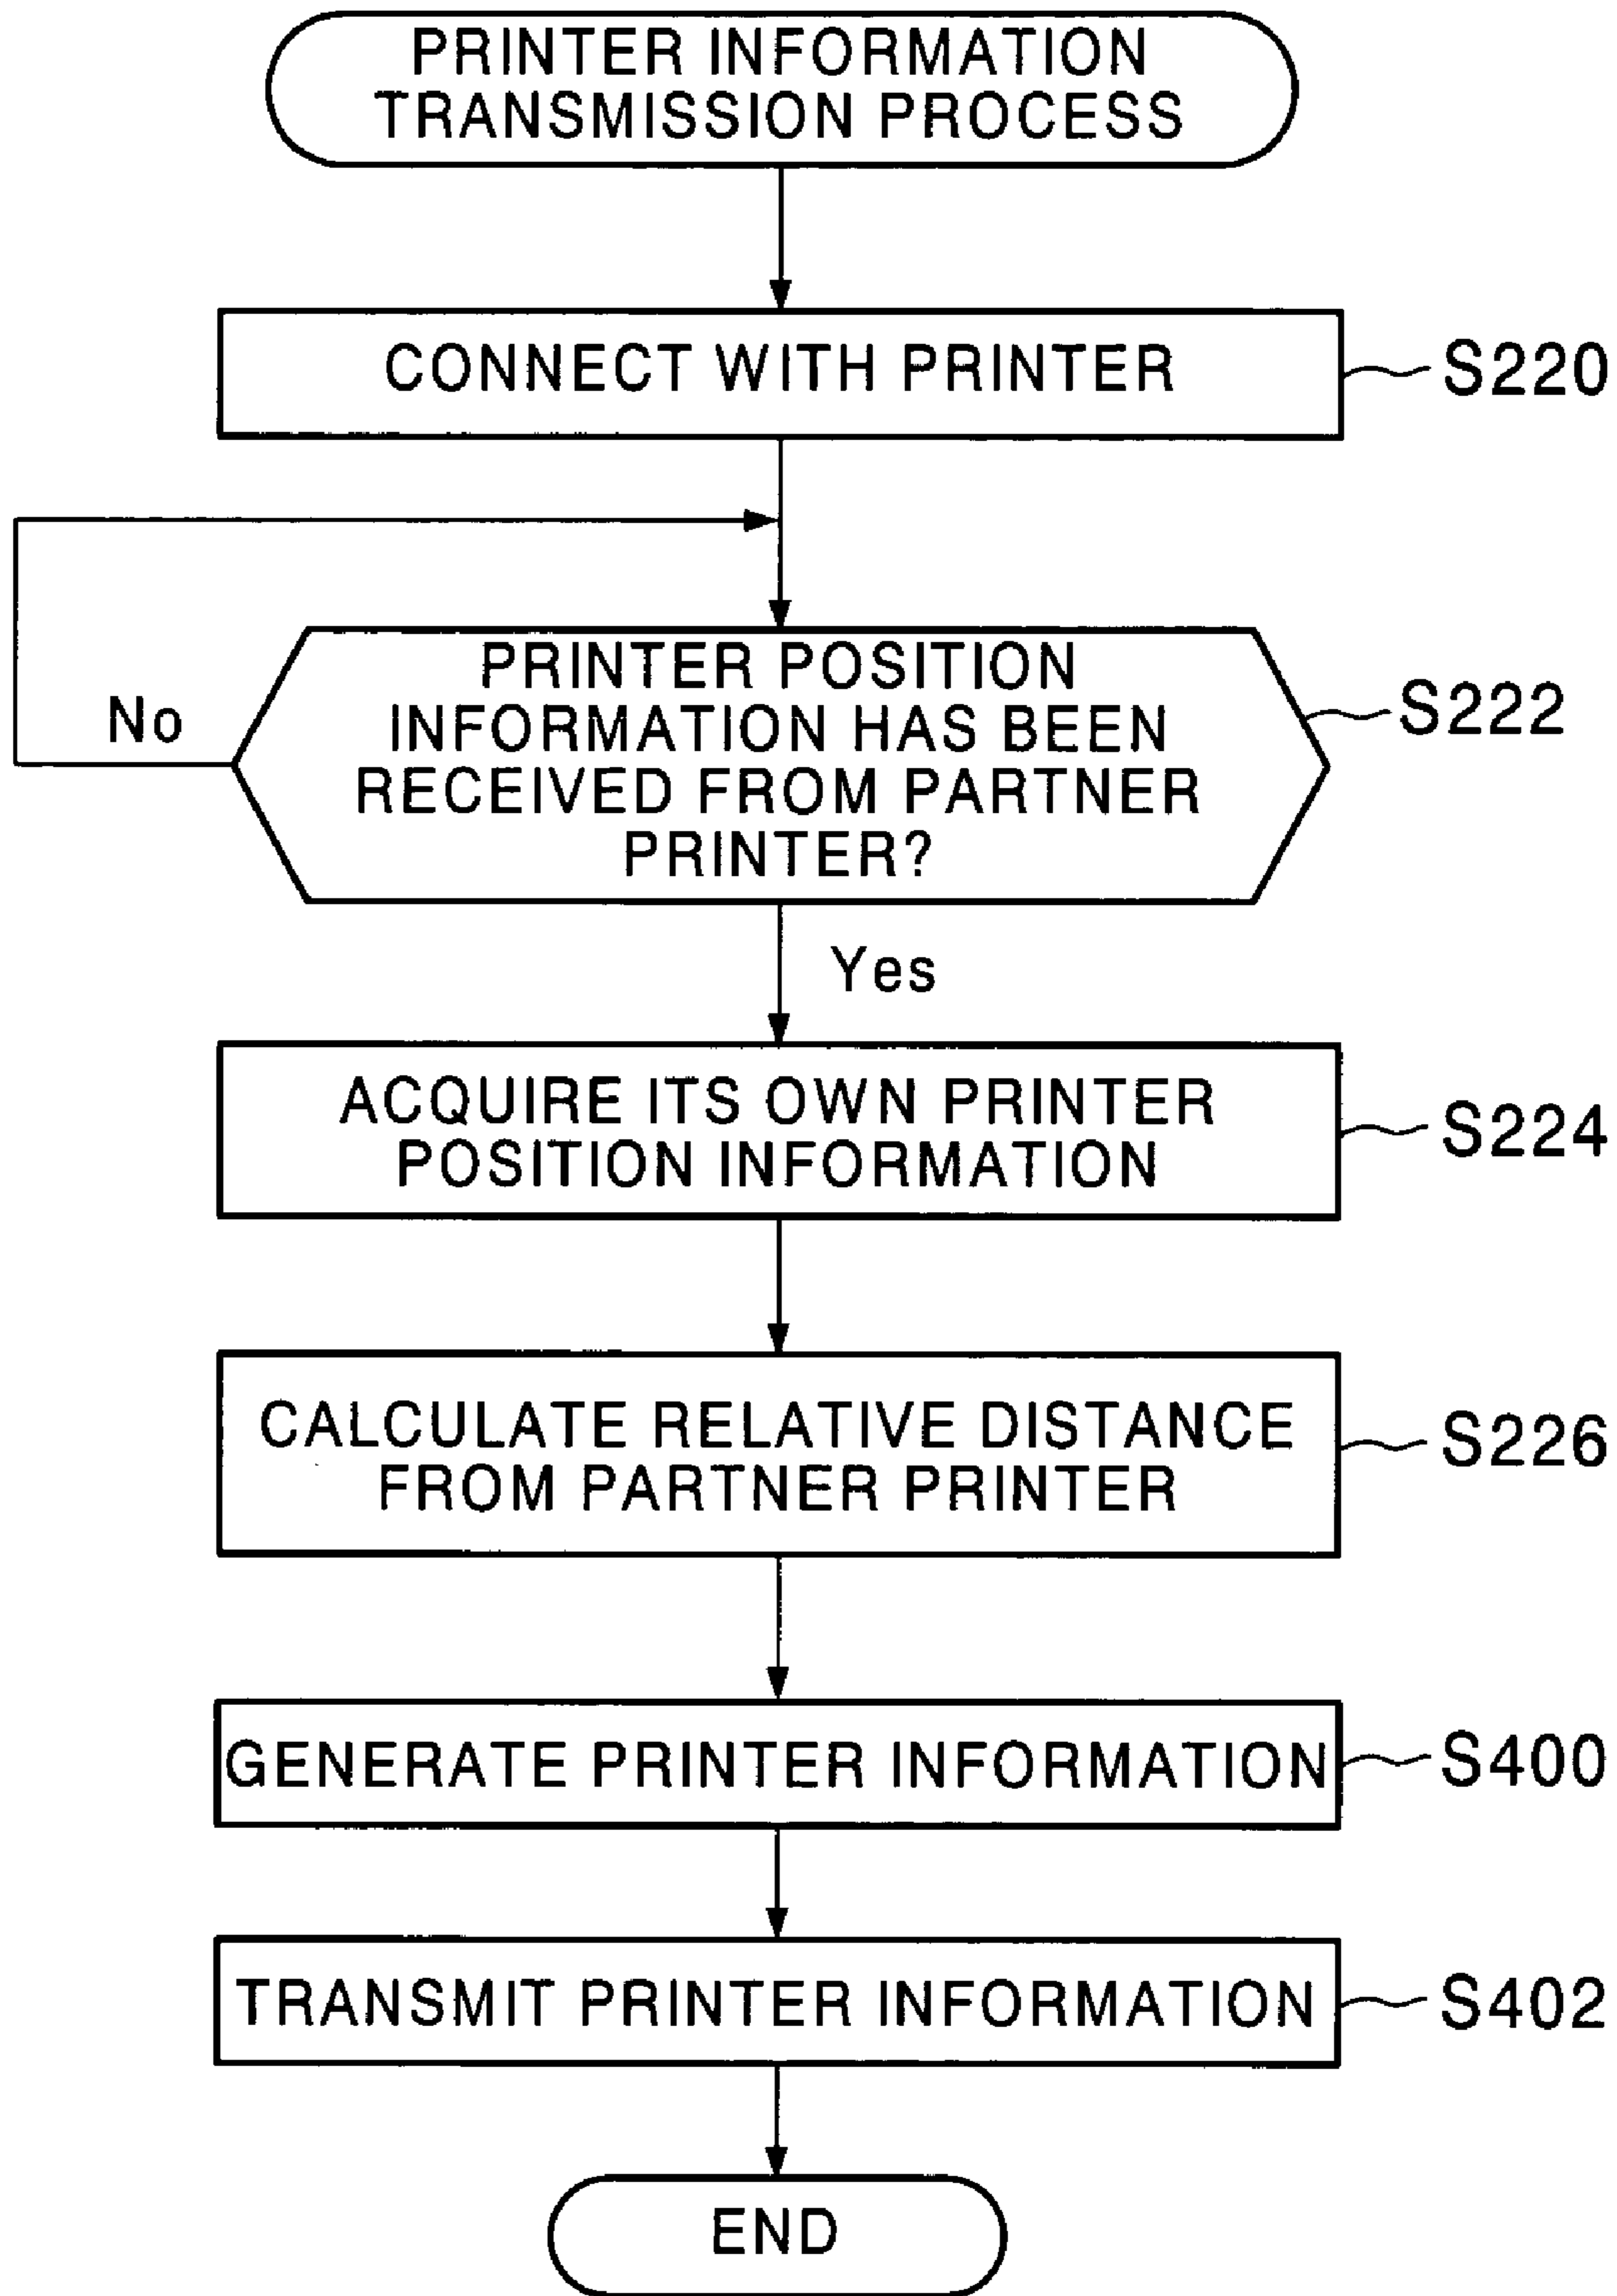 PRINTER INFORMATION
TRANSMISSION PROCESS
CONNECT WITH PRINTER
S220
PRINTER POSITION
INFORMATION HAS BEEN
RECEIVED FROM PARTNER
PRINTER?
S222
No
Yes
ACQUIRE ITS OWN PRINTER
POSITION INFORMATION
S224
CALCULATE RELATIVE DISTANCE
FROM PARTNER PRINTER
S226
GENERATE PRINTER INFORMATION
S400
TRANSMIT PRINTER INFORMATION
S402
END